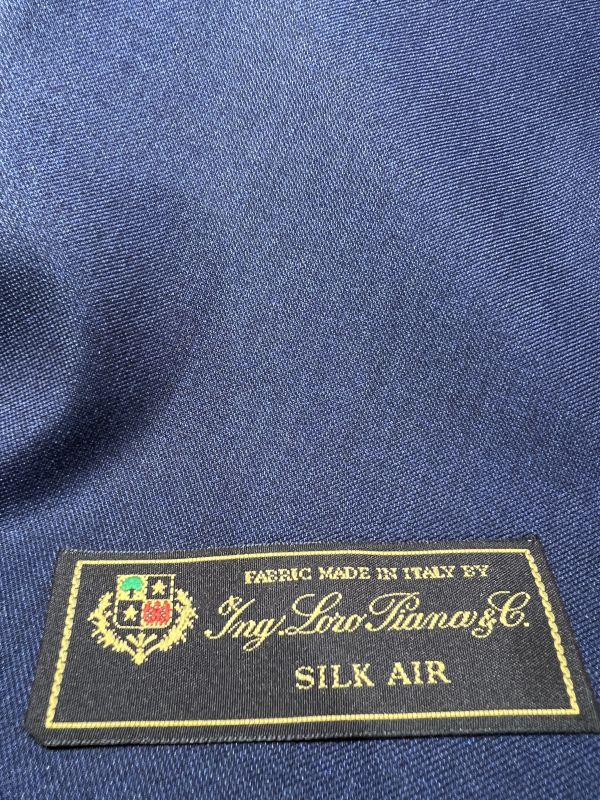 FABRIC MADE IN ITALY BY
Ing. Loro Piana & C.
SILK AIR